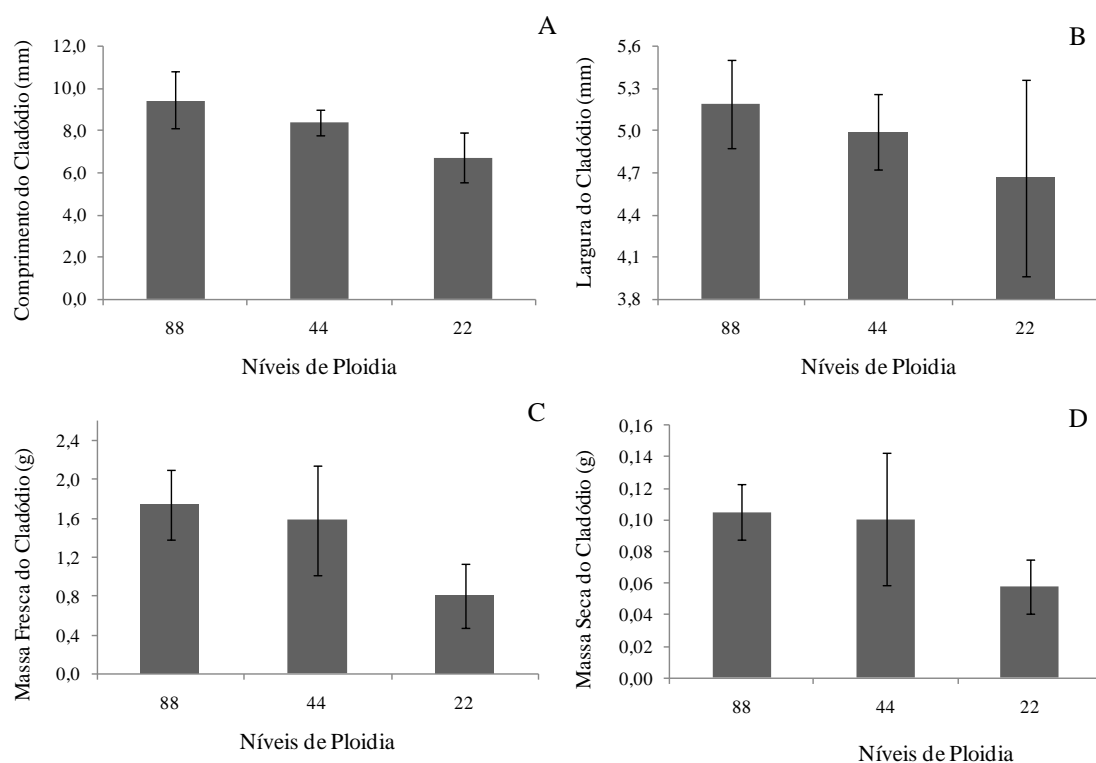 A
Comprimento do Cladódio (mm)
12,0
10,0
8,0
6,0
4,0
2,0
0,0
88 44 22
Níveis de Ploidia
B
Largura do Cladódio (mm)
5,6
5,3
5,0
4,7
4,4
4,1
3,8
88 44 22
Níveis de Ploidia
C
Massa Fresca do Cladódio (g)
2,4
2,0
1,6
1,2
0,8
0,4
0,0
88 44 22
Níveis de Ploidia
D
Massa Seca do Cladódio (g)
0,16
0,14
0,12
0,10
0,08
0,06
0,04
0,02
0,00
88 44 22
Níveis de Ploidia